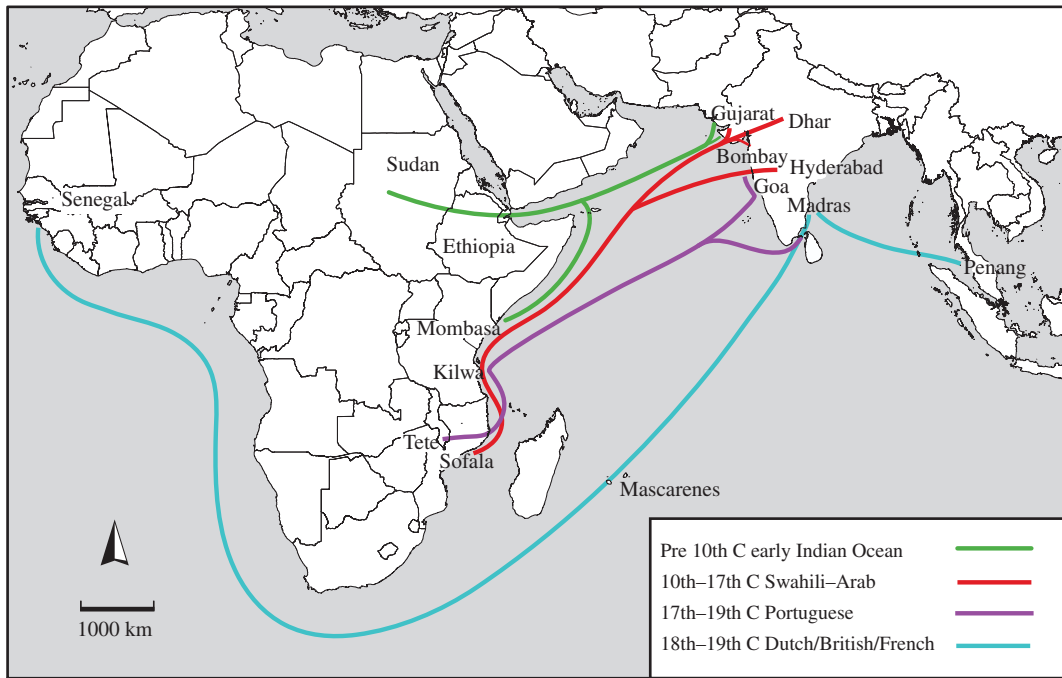 Gujarat
Dhar
Sudan
Bombay
Hyderabad
Senegal
Goa
Madras
Ethiopia
Penang
Mombasa
Kilwa
Tete
Sofala
Mascarenes
1000 km
Pre 10th C early Indian Ocean
10th–17th C Swahili–Arab
17th–19th C Portuguese
18th–19th C Dutch/British/French